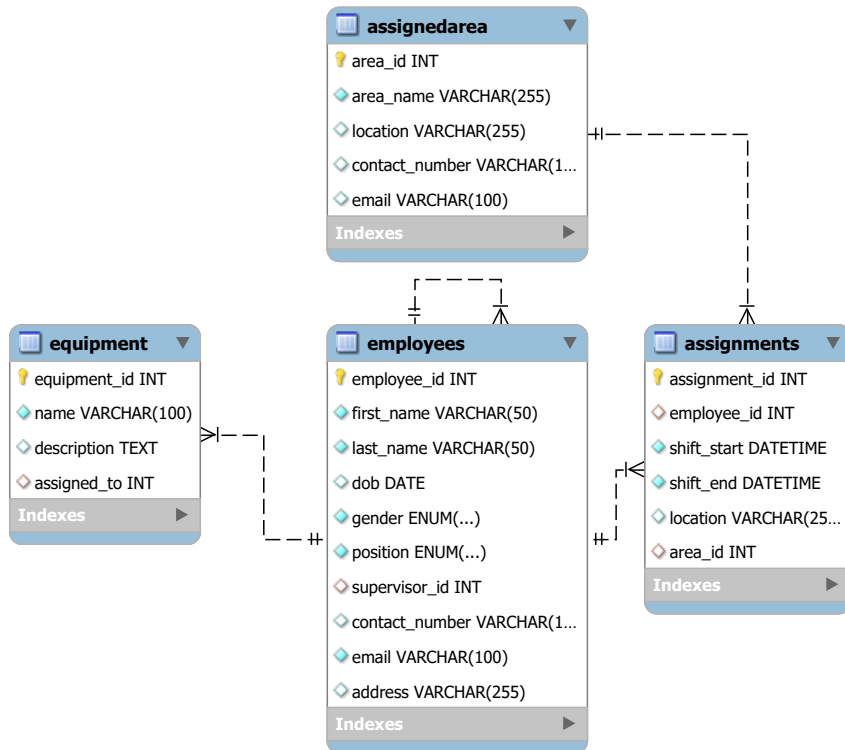 assignedarea
area_id INT
area_name VARCHAR(255)
location VARCHAR(255)
contact_number VARCHAR(1...
email VARCHAR(100)
Indexes
equipment
equipment_id INT
name VARCHAR(100)
description TEXT
assigned_to INT
Indexes
employees
employee_id INT
first_name VARCHAR(50)
last_name VARCHAR(50)
dob DATE
gender ENUM(...)
position ENUM(...)
supervisor_id INT
contact_number VARCHAR(1...
email VARCHAR(100)
address VARCHAR(255)
Indexes
assignments
assignment_id INT
employee_id INT
shift_start DATETIME
shift_end DATETIME
location VARCHAR(25...
area_id INT
Indexes